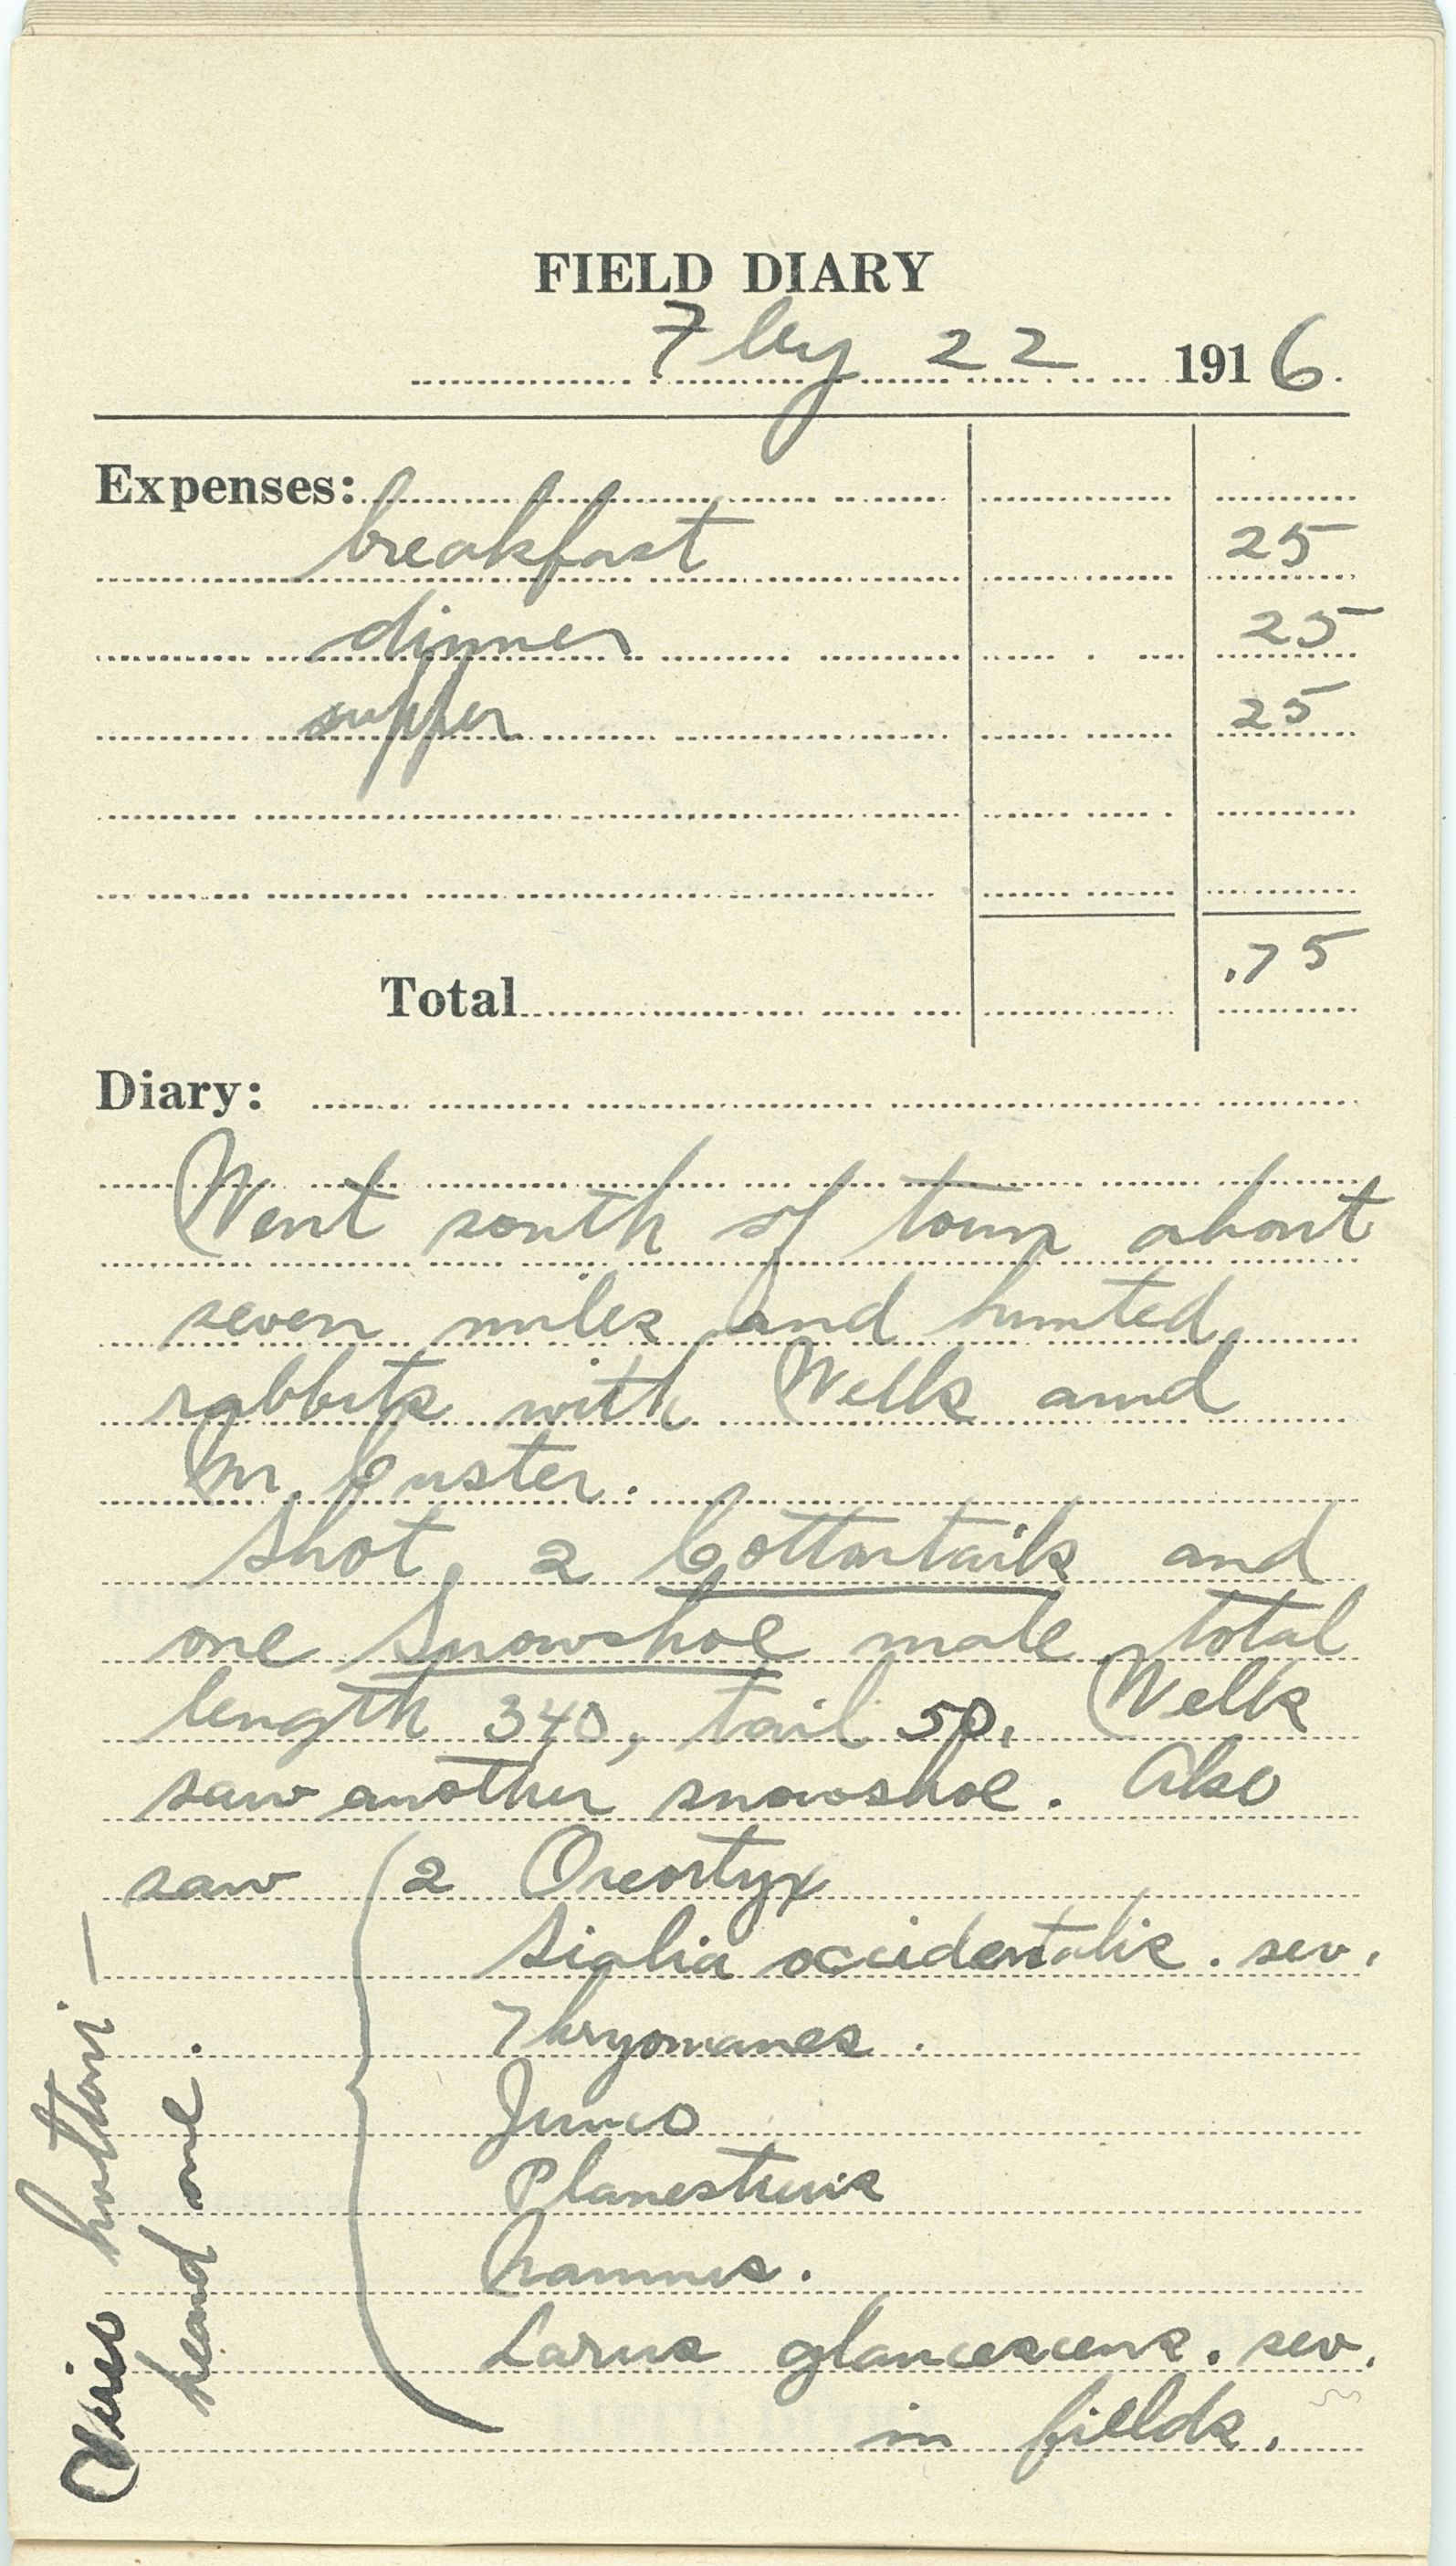 FIELD DIARY
Feby 22 1916.
Expenses:
breakfast 25
dinner 25
supper 25
Total .75
Diary:
Went south of town about
seven miles and hunted
rabbits with Wells and
Mr. Custer.
Shot, 2 Cottontails and
one Snowshoe male, total
length 340, tail 50. Wells
saw another snowshoe. Also
saw 2 Oreortyx
Sialia occidentalis. sev.
Thryomanes.
Junco
Planestrius
Larus glaucescens. sev.
in fields.
Vireo huttoni —
heard one.